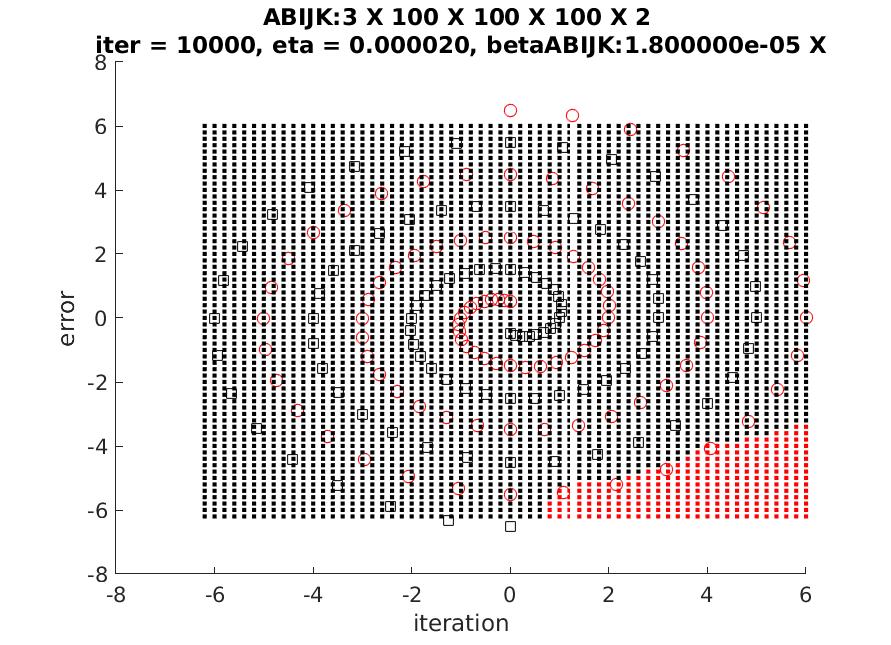 ABIJK:3 X 100 X 100 X 100 X 2
iter = 10000, eta = 0.000020, betaABIJK:1.800000e-05 X
8
6
4
2
0
-2
-4
-6
-8
error
-8 -6 -4 -2 0 2 4 6
iteration